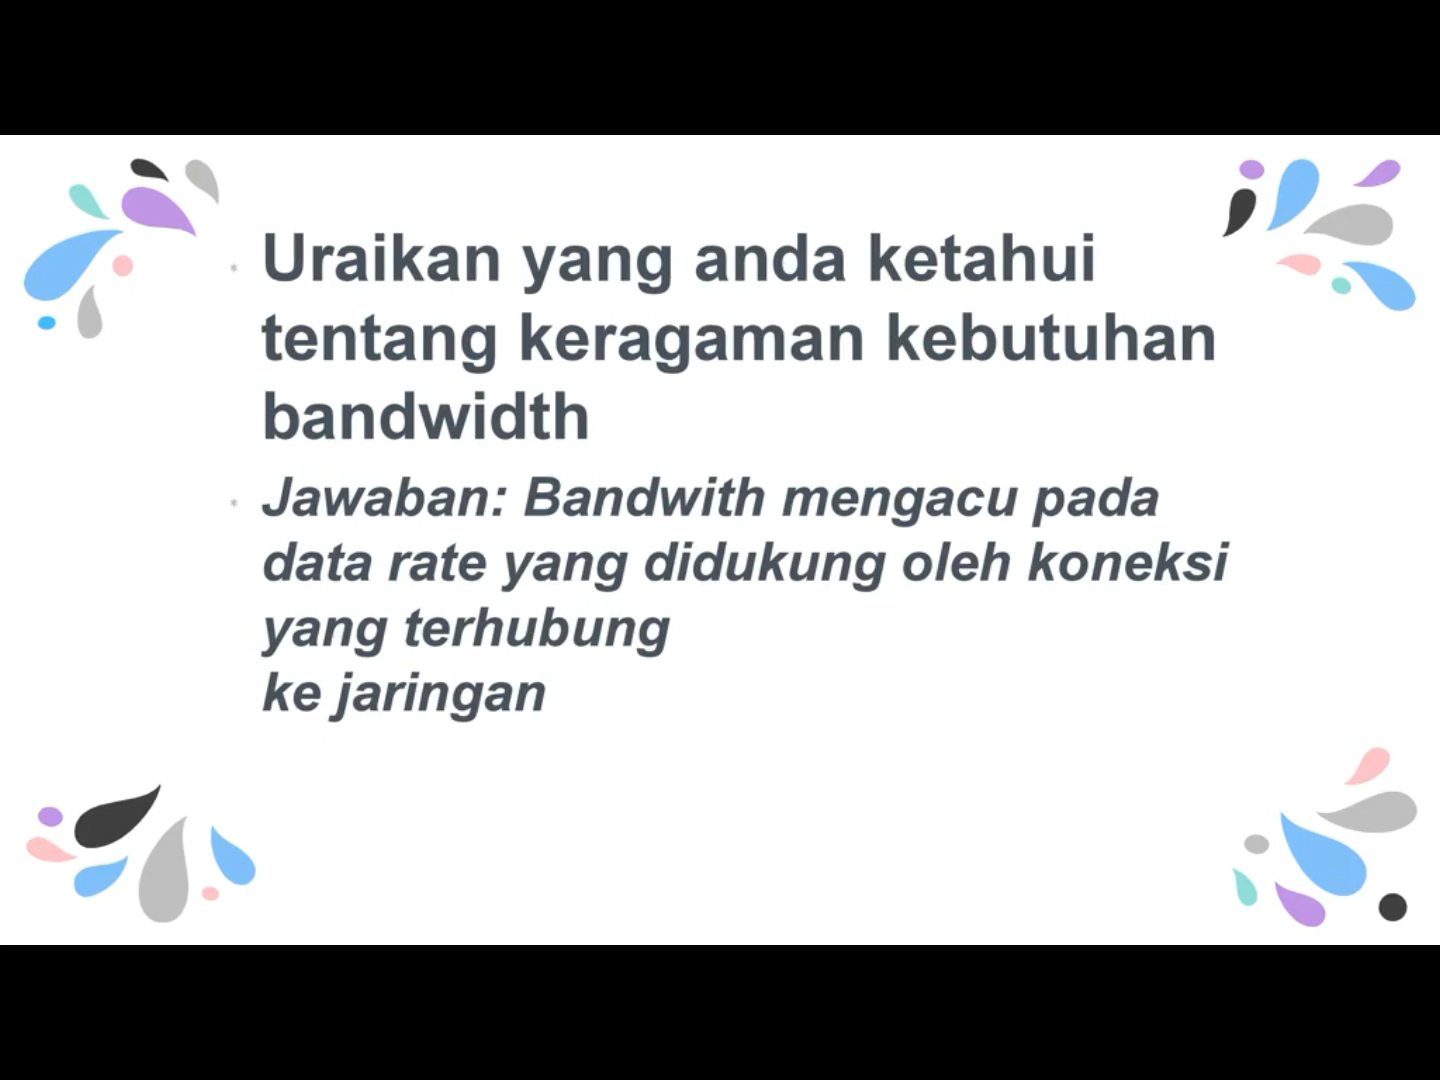 Uraikan yang anda ketahui
tentang keragaman kebutuhan
bandwidth
Jawaban: Bandwith mengacu pada
data rate yang didukung oleh koneksi
yang terhubung
ke jaringan